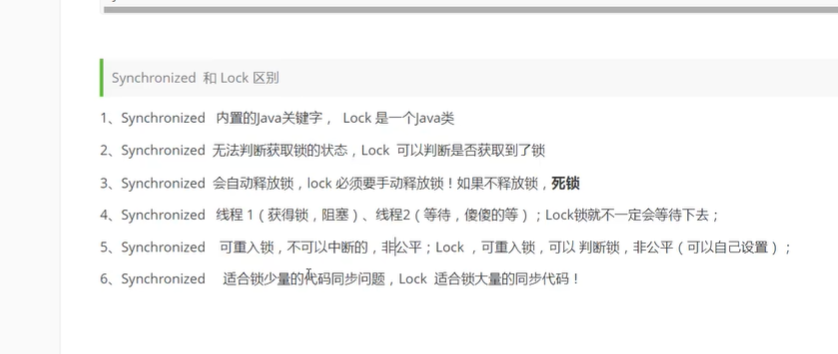 Synchronized 和 Lock 区别
1、Synchronized 内置的Java关键字， Lock 是一个Java类
2、Synchronized 无法判断获取锁的状态，Lock 可以判断是否获取到了锁
3、Synchronized 会自动释放锁，lock 必须要手动释放锁！如果不释放锁，死锁
4、Synchronized 线程 1（获得锁，阻塞）、线程2（等待，傻傻的等）；Lock锁就不一定会等待下去；
5、Synchronized 可重入锁，不可以中断的，非公平；Lock ，可重入锁，可以 判断锁，非公平（可以自己设置）；
6、Synchronized 适合锁少量的代码同步问题，Lock 适合锁大量的同步代码！